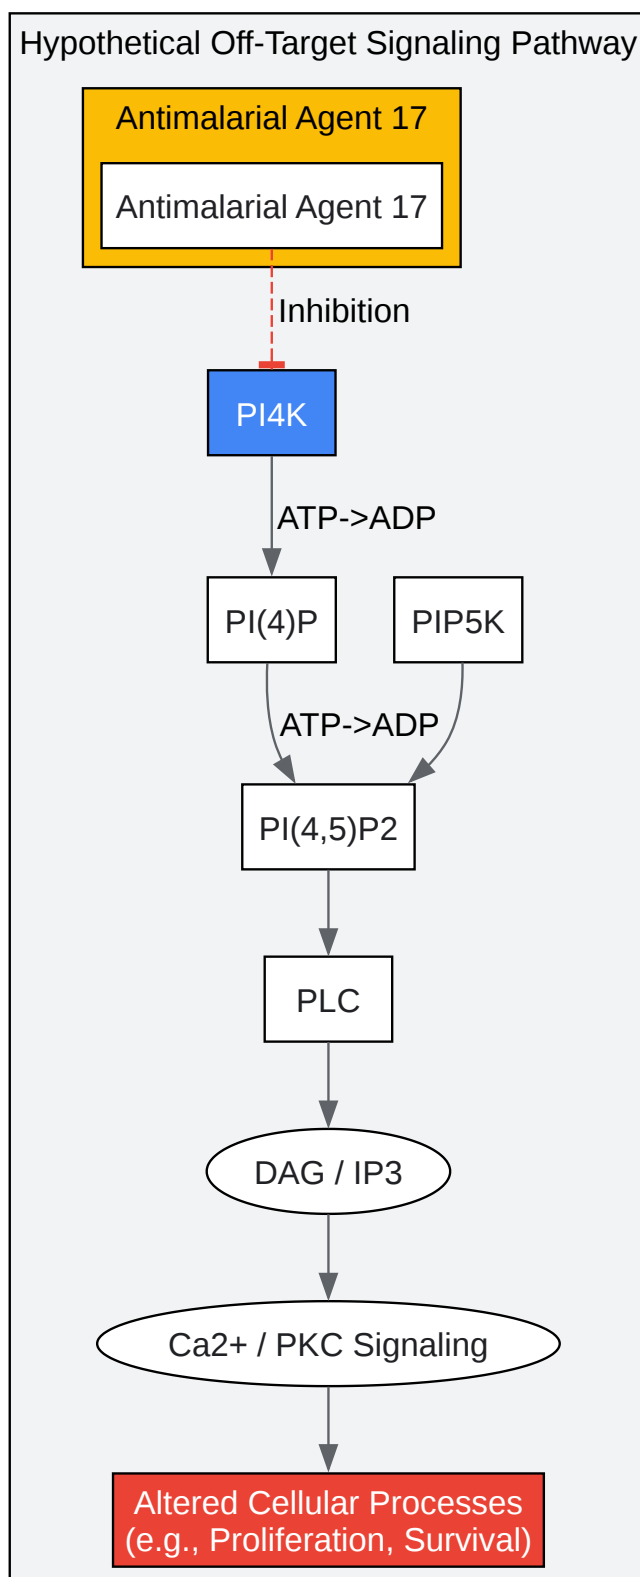 Hypothetical Off-Target Signaling Pathway
Antimalarial Agent 17
Antimalarial Agent 17
Inhibition
PI4K
ATP->ADP
PI(4)P
PIP5K
ATP->ADP
PI(4,5)P2
PLC
DAG / IP3
Ca2+ / PKC Signaling
Altered Cellular Processes
(e.g., Proliferation, Survival)